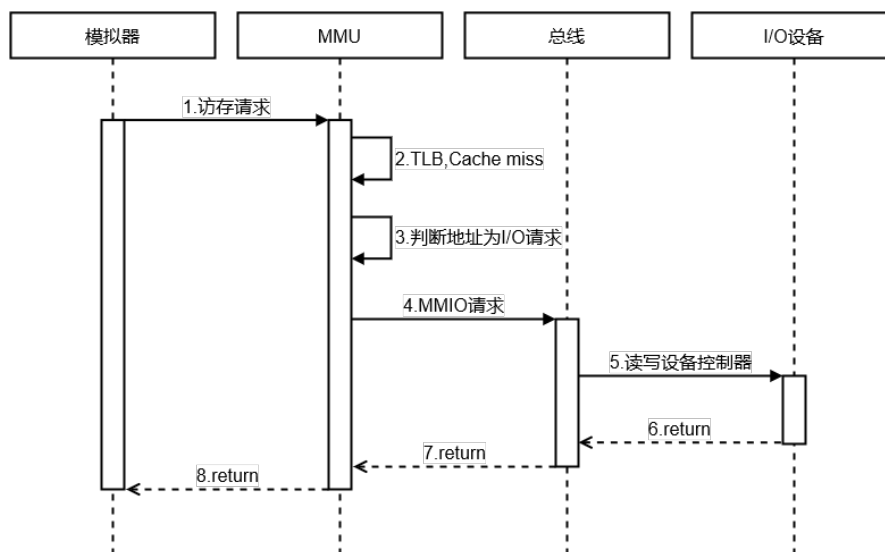 模拟器
MMU
总线
I/O设备
1.访存请求
2.TLB,Cache miss
3.判断地址为I/O请求
4.MMIO请求
5.读写设备控制器
6.return
7.return
8.return